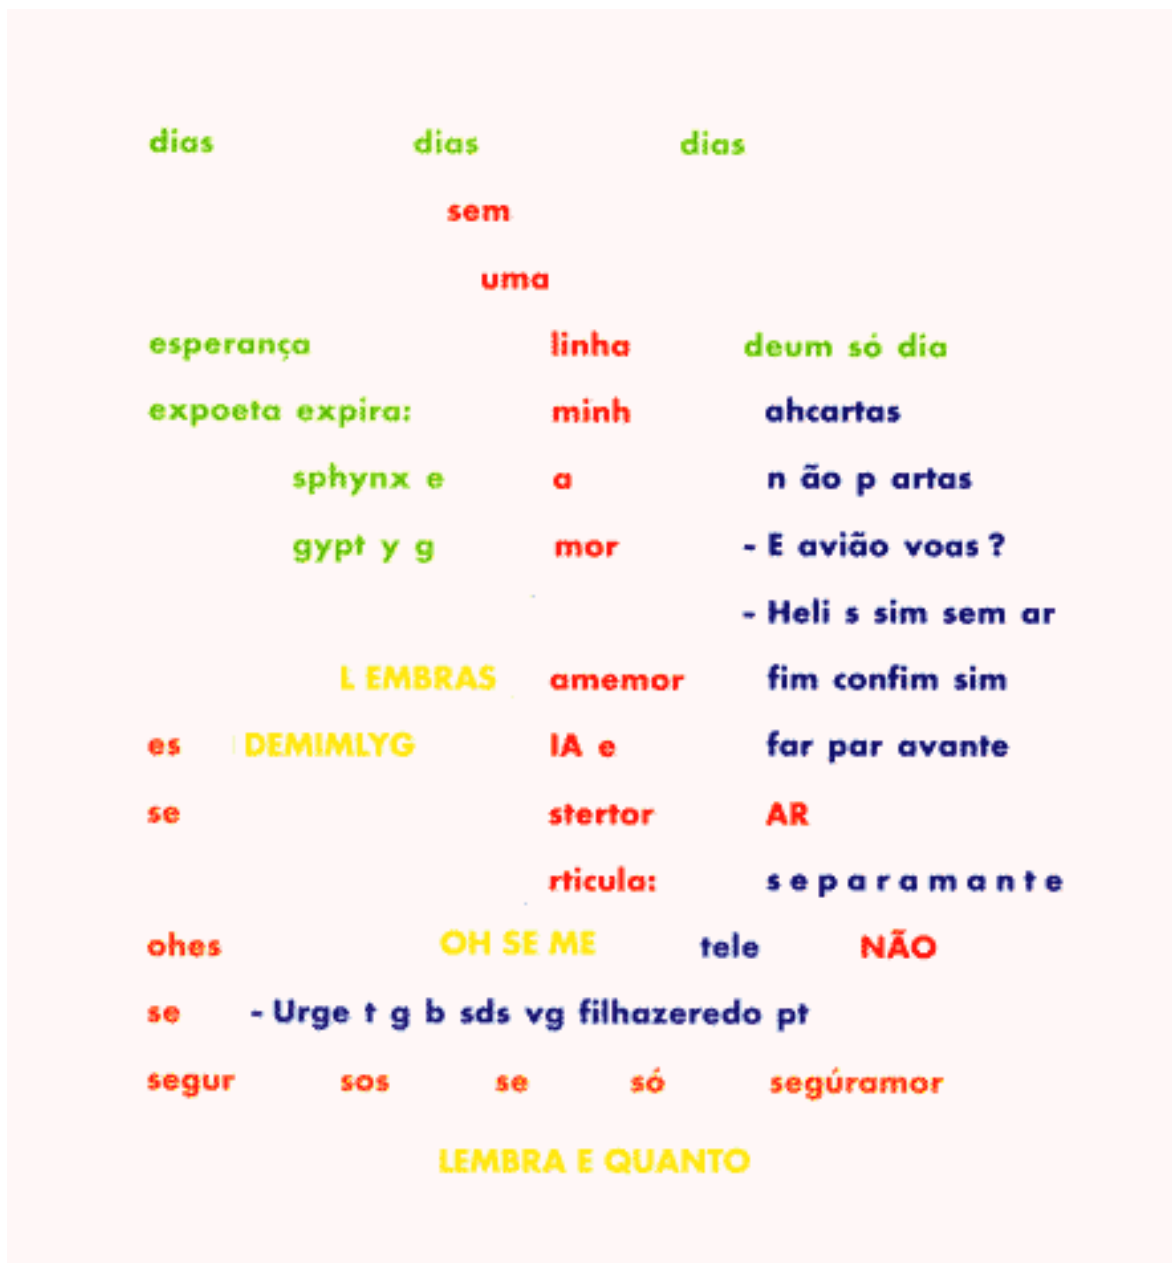 dias dias dias
sem
uma
esperança linha deum só dia
expoeta expira: minh ahcartas
sphynx e a n ão p artas
gypt y g mor - E avião voas ?
- Heli s sim sem ar
L EMBRAS amemor fim confim sim
es DEMIMLYG IA e far par avante
se stertor AR
rticula: s e p a r a m a n t e
ohes OH SE ME tele NÃO
se - Urge t g b sds vg filhazeredo pt
segur sos se só segúramor
LEMBRA E QUANTO